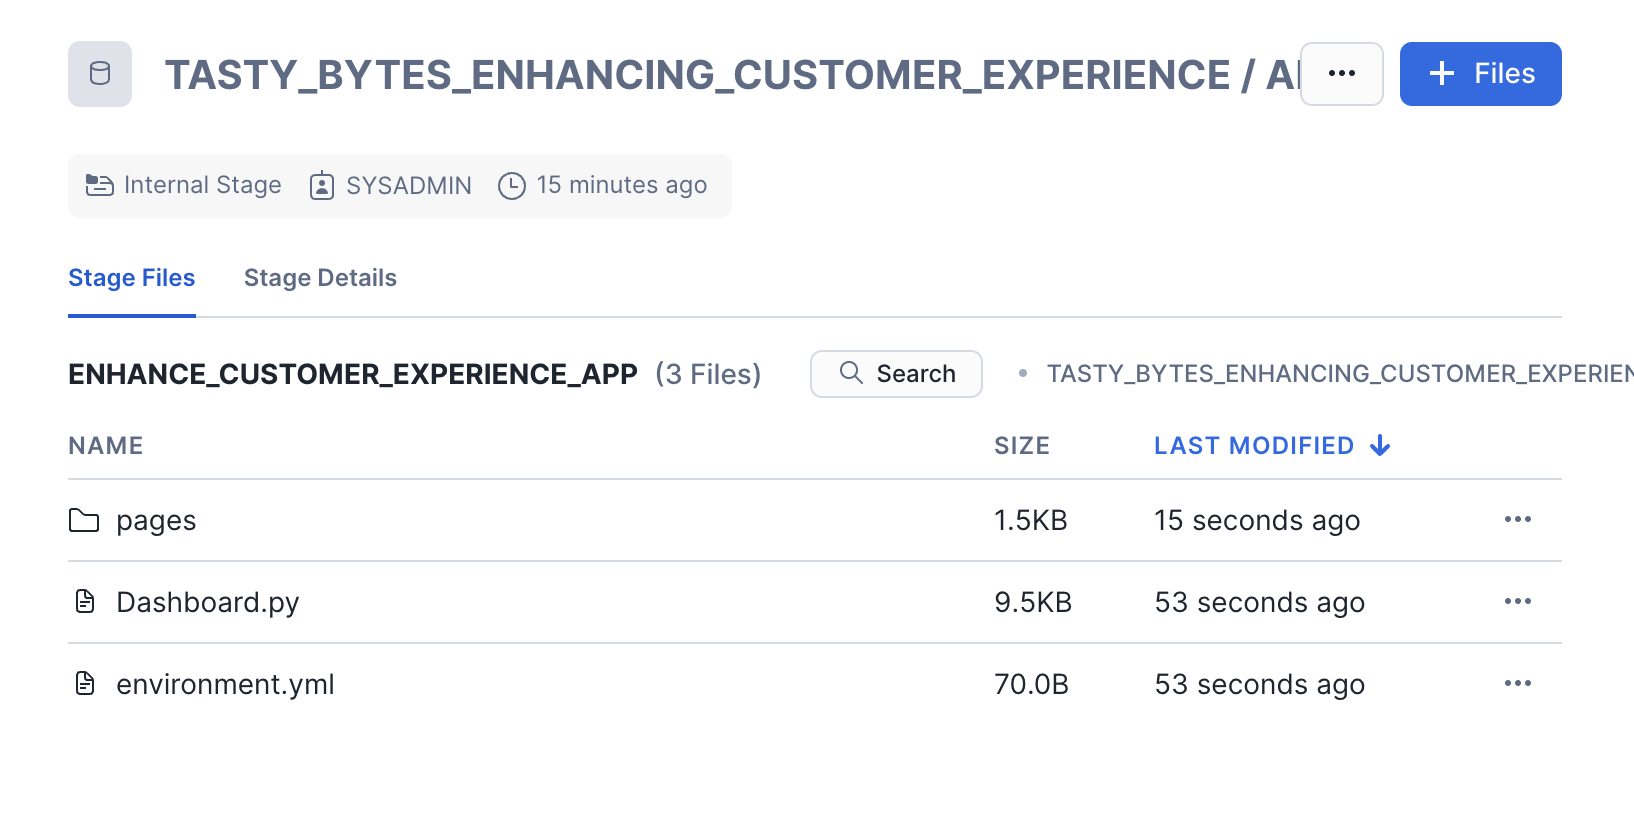 TASTY_BYTES_ENHANCING_CUSTOMER_EXPERIENCE / A
+ Files
Internal Stage SYSADMIN 15 minutes ago
Stage Files Stage Details
ENHANCE_CUSTOMER_EXPERIENCE_APP (3 Files) Search • TASTY_BYTES_ENHANCING_CUSTOMER_EXPERIEN
NAME SIZE LAST MODIFIED ↓
pages 1.5KB 15 seconds ago ...
Dashboard.py 9.5KB 53 seconds ago ...
environment.yml 70.0B 53 seconds ago ...